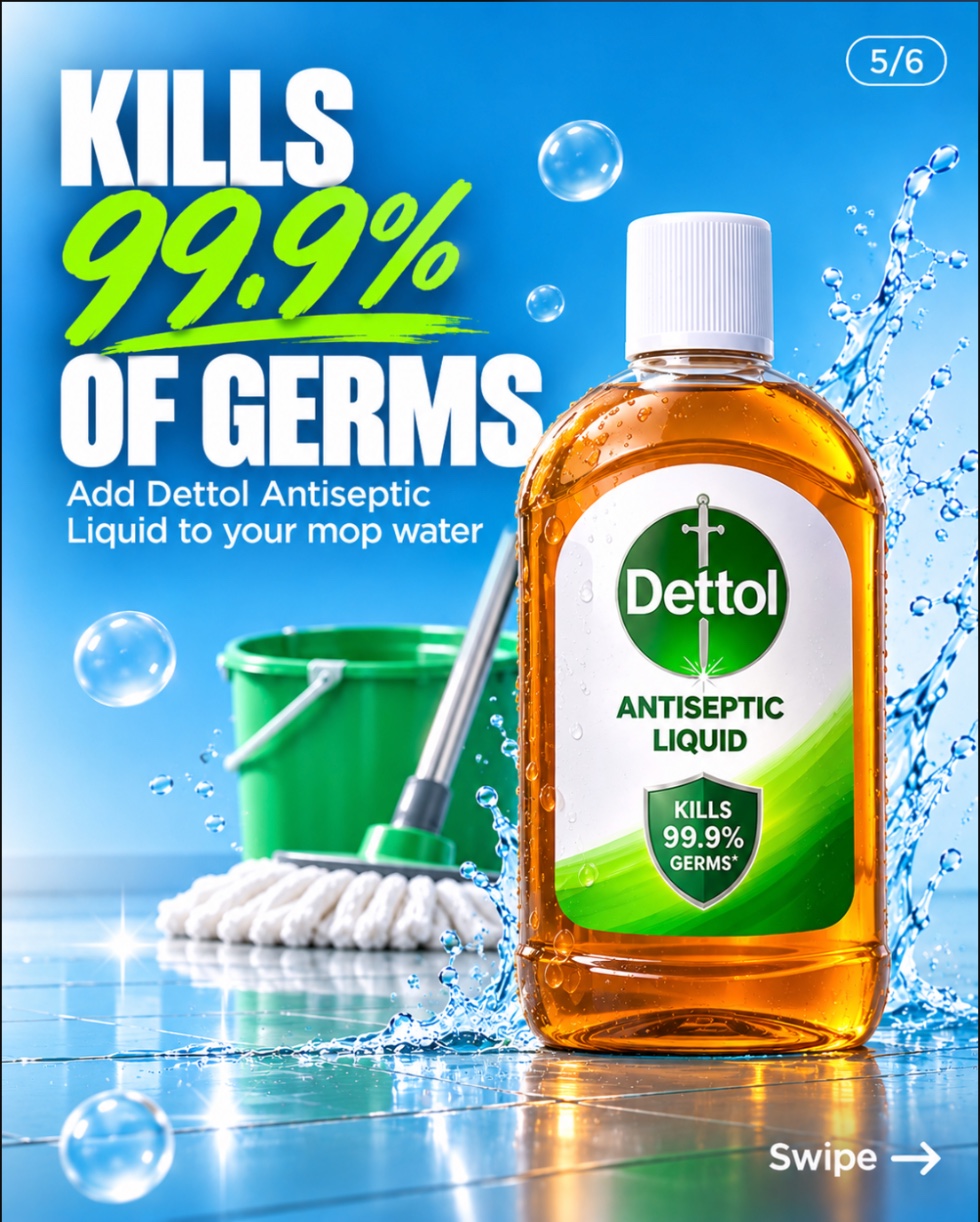 5/6
KILLS
99.9%
OF GERMS
Add Dettol Antiseptic
Liquid to your mop water
Dettol
ANTISEPTIC
LIQUID
KILLS
99.9%
GERMS*
Swipe →